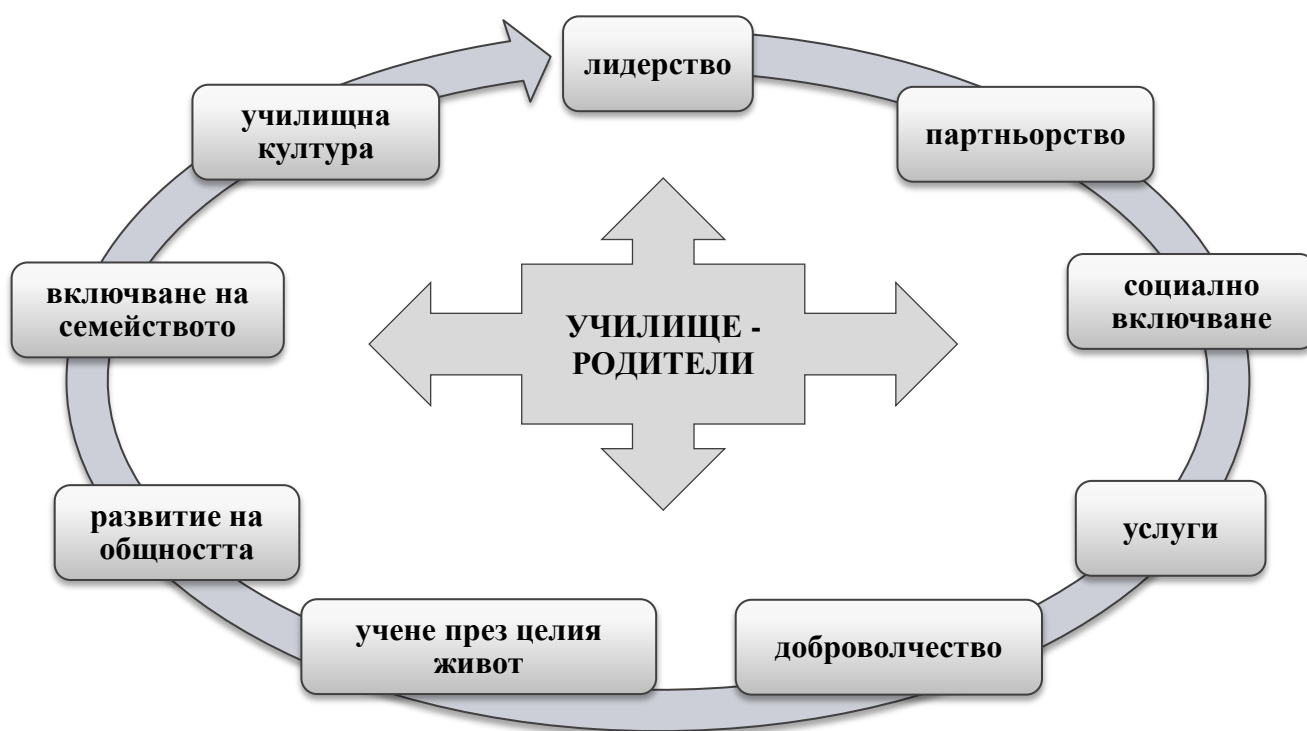 лидерство
партньорство
социално
включване
услуги
доброволчество
учене през целия
живот
развитие на
общността
включване на
семейството
училищна
култура
УЧИЛИЩЕ -
РОДИТЕЛИ